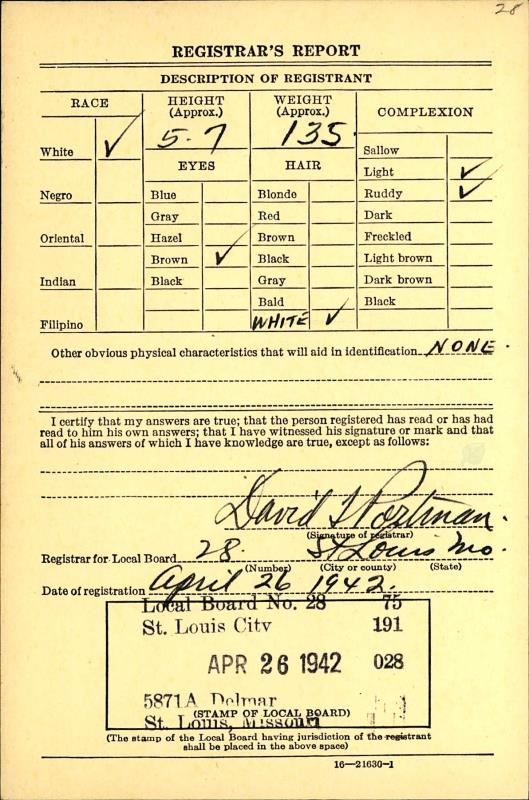 28
REGISTRAR'S REPORT
DESCRIPTION OF REGISTRANT
RACE
HEIGHT (Approx.)
WEIGHT (Approx.)
COMPLEXION
5-7
135.
White ✓
Sallow
EYES
HAIR
Light ✓
Negro
Blue
Blonde
Ruddy ✓
Gray
Red
Dark
Oriental
Hazel
Brown
Freckled
Brown ✓
Black
Light brown
Indian
Black
Gray
Dark brown
Bald
Black
Filipino
WHITE ✓
Other obvious physical characteristics that will aid in identification NONE.
I certify that my answers are true; that the person registered has read or has had
read to him his own answers; that I have witnessed his signature or mark and that
all of his answers of which I have knowledge are true, except as follows:
David Portman.
(Signature of registrar)
Registrar for Local Board 28. St Louis Mo.
(Number) (City or county) (State)
Date of registration April 26 1942.
Local Board No. 28 75
St. Louis City 191
APR 26 1942 028
5871A Delmar
(STAMP OF LOCAL BOARD)
St. Louis, Missouri
(The stamp of the Local Board having jurisdiction of the registrant
shall be placed in the above space)
16—21630-1